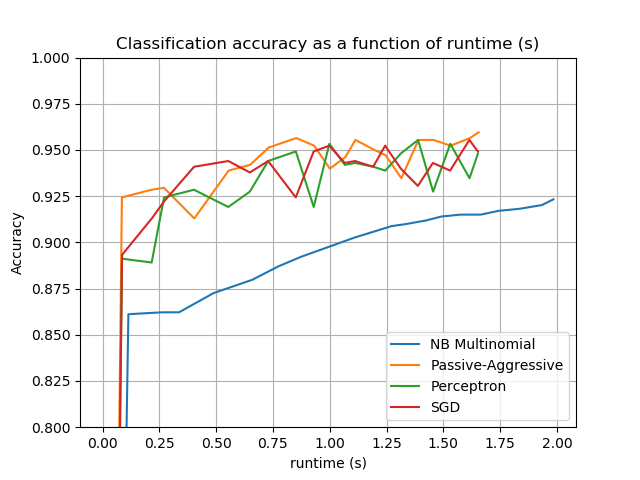 Classification accuracy as a function of runtime (s)
1.000
0.975
0.950
0.925
0.900
0.875
0.850
0.825
0.800
Accuracy
NB Multinomial
Passive-Aggressive
Perceptron
SGD
0.00 0.25 0.50 0.75 1.00 1.25 1.50 1.75 2.00
runtime (s)